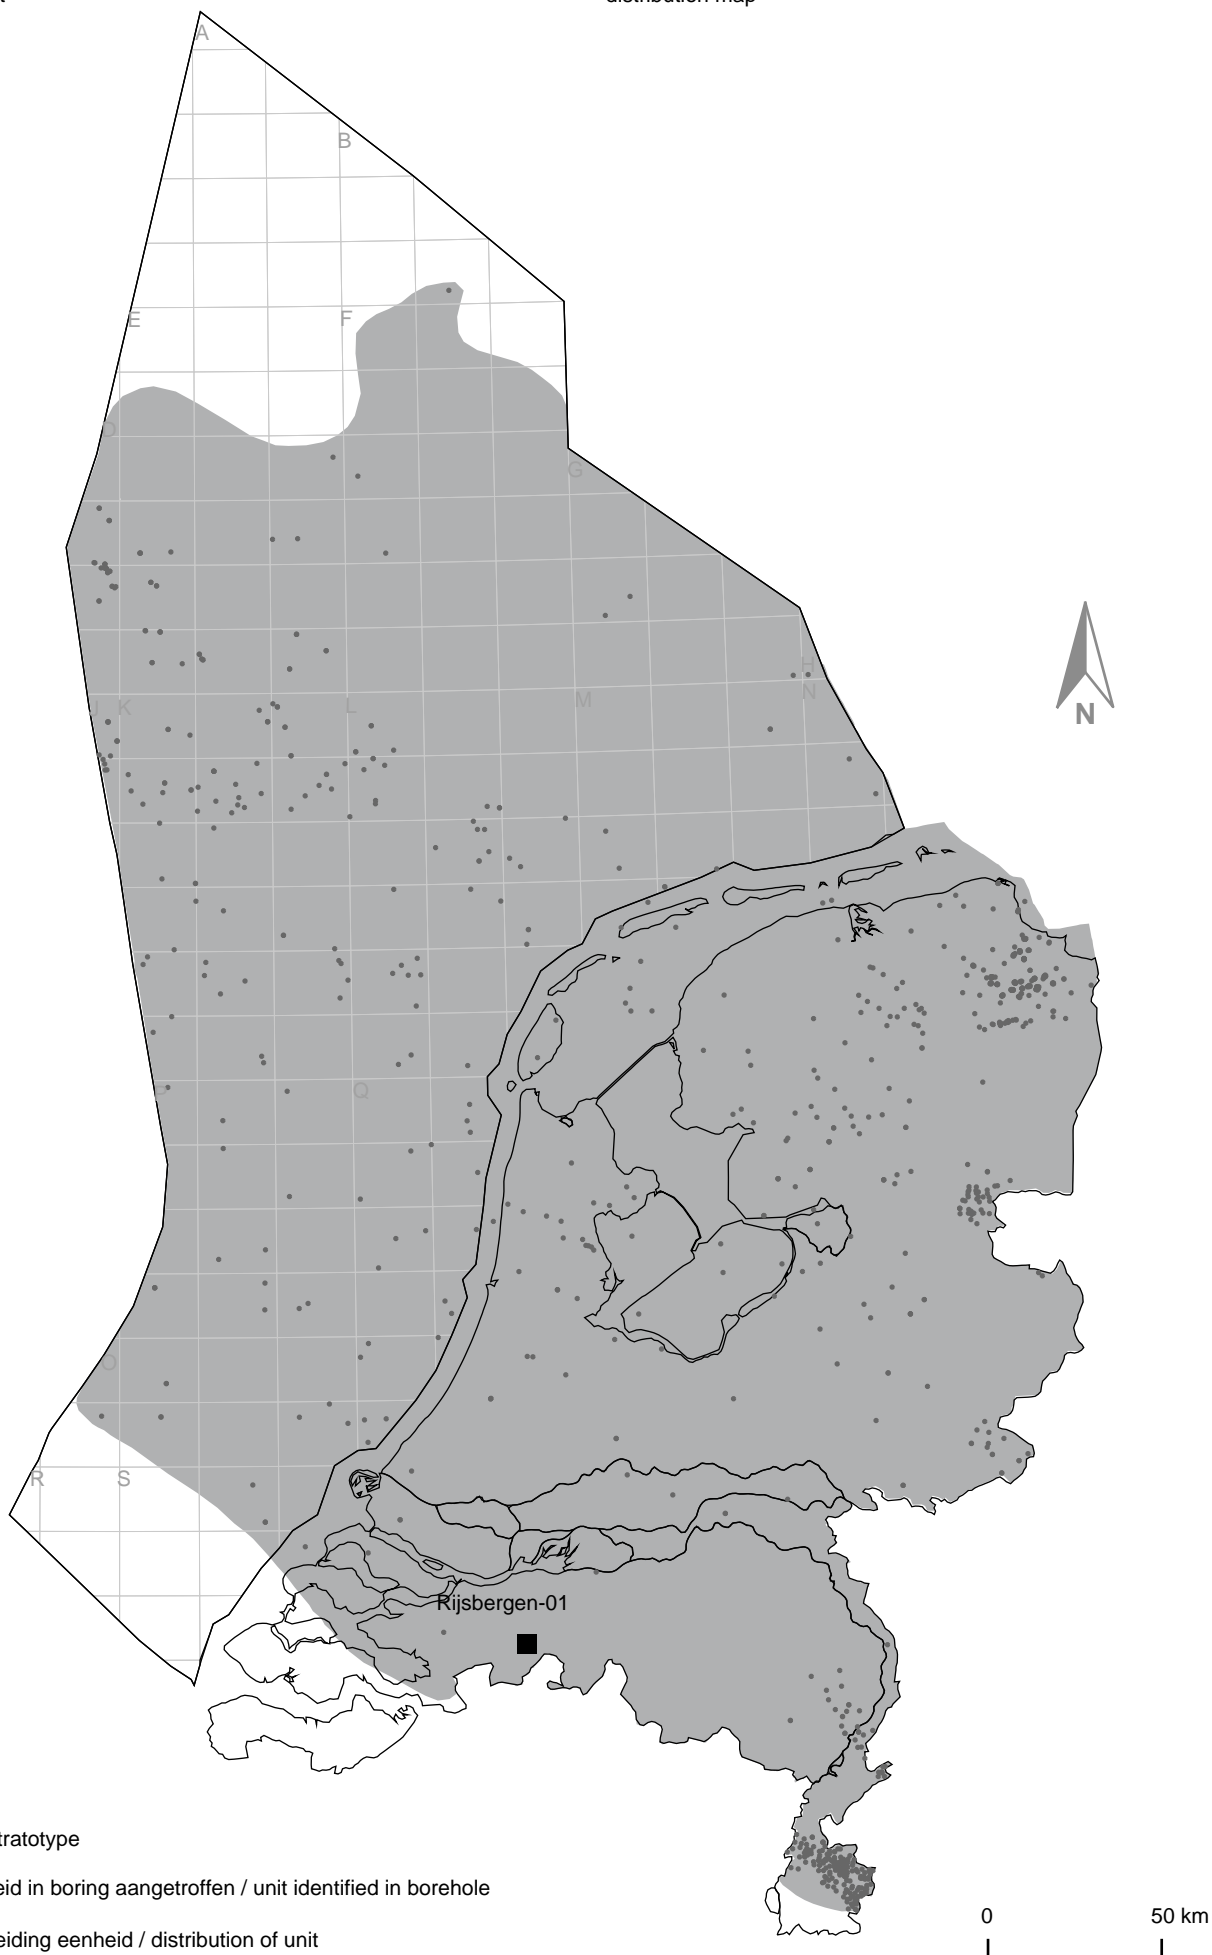 distribution map
A
B
E
F
D
G
H
J K
L
M
N
N
P
Q
O
R
S
Rijsbergen-01
tratotype
eid in boring aangetroffen / unit identified in borehole
eiding eenheid / distribution of unit
0 50 km